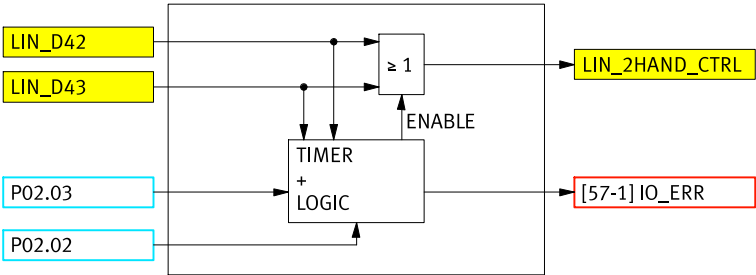 LIN_D42
LIN_D43
≥ 1
LIN_2HAND_CTRL
ENABLE
TIMER
+
LOGIC
P02.03
[57-1] IO_ERR
P02.02